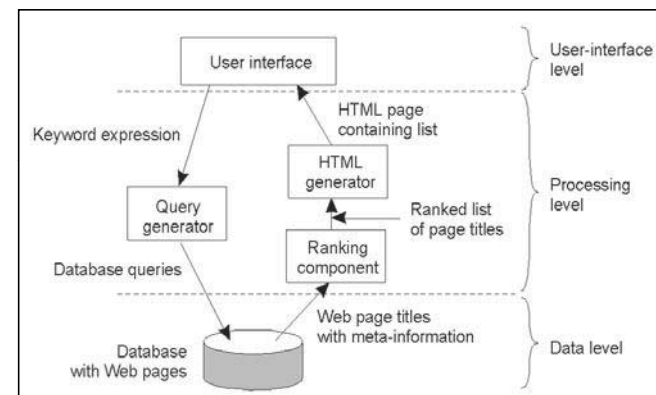 User interface
User-interface
level
Keyword expression
HTML page
containing list
HTML
generator
Query
generator
Ranked list
of page titles
Processing
level
Ranking
component
Database queries
Web page titles
with meta-information
Database
with Web pages
Data level